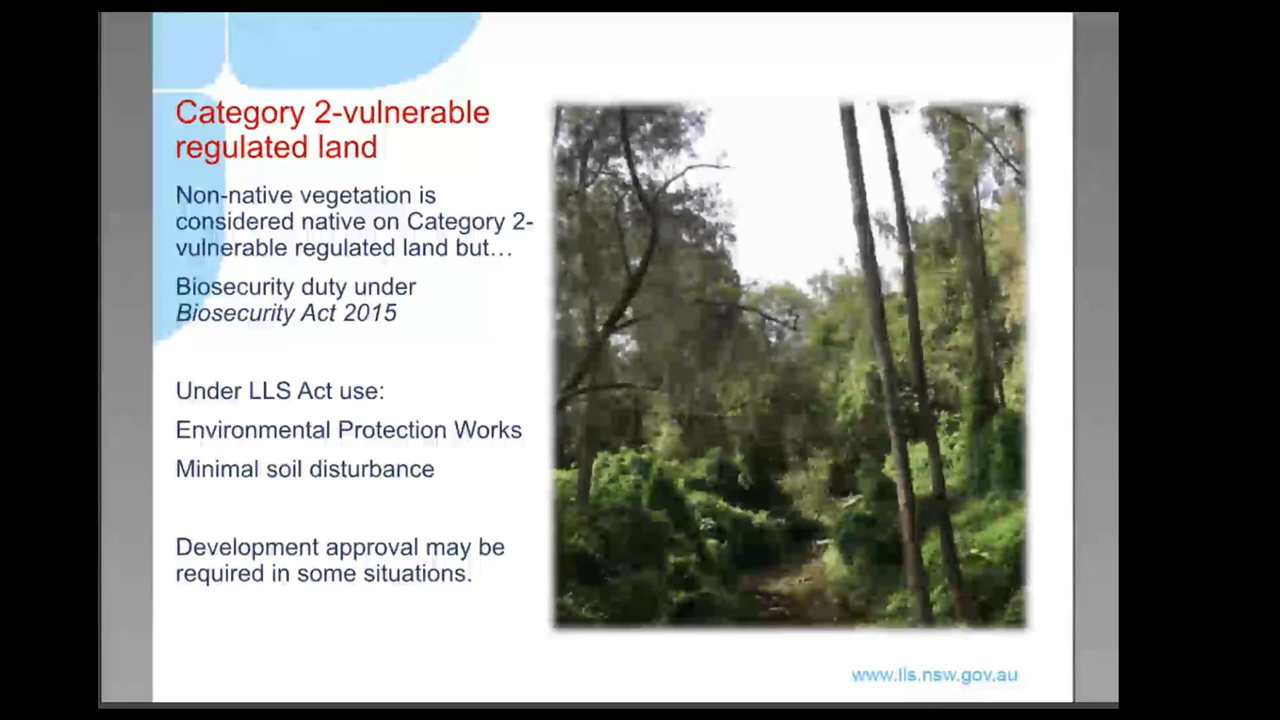 Category 2-vulnerable
regulated land
Non-native vegetation is
considered native on Category 2-
vulnerable regulated land but…
Biosecurity duty under
Biosecurity Act 2015
Under LLS Act use:
Environmental Protection Works
Minimal soil disturbance
Development approval may be
required in some situations.
www.lls.nsw.gov.au